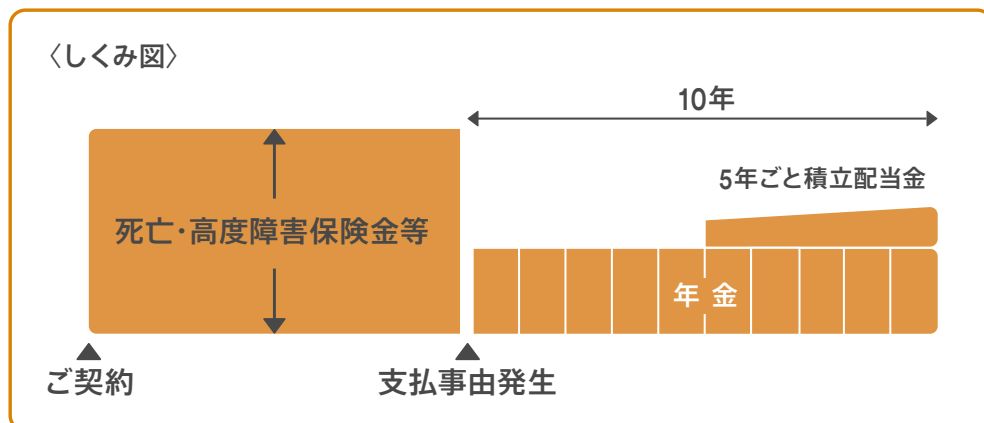 〈しくみ図〉
10年
5年ごと積立配当金
死亡・高度障害保険金等
年金
ご契約
支払事由発生